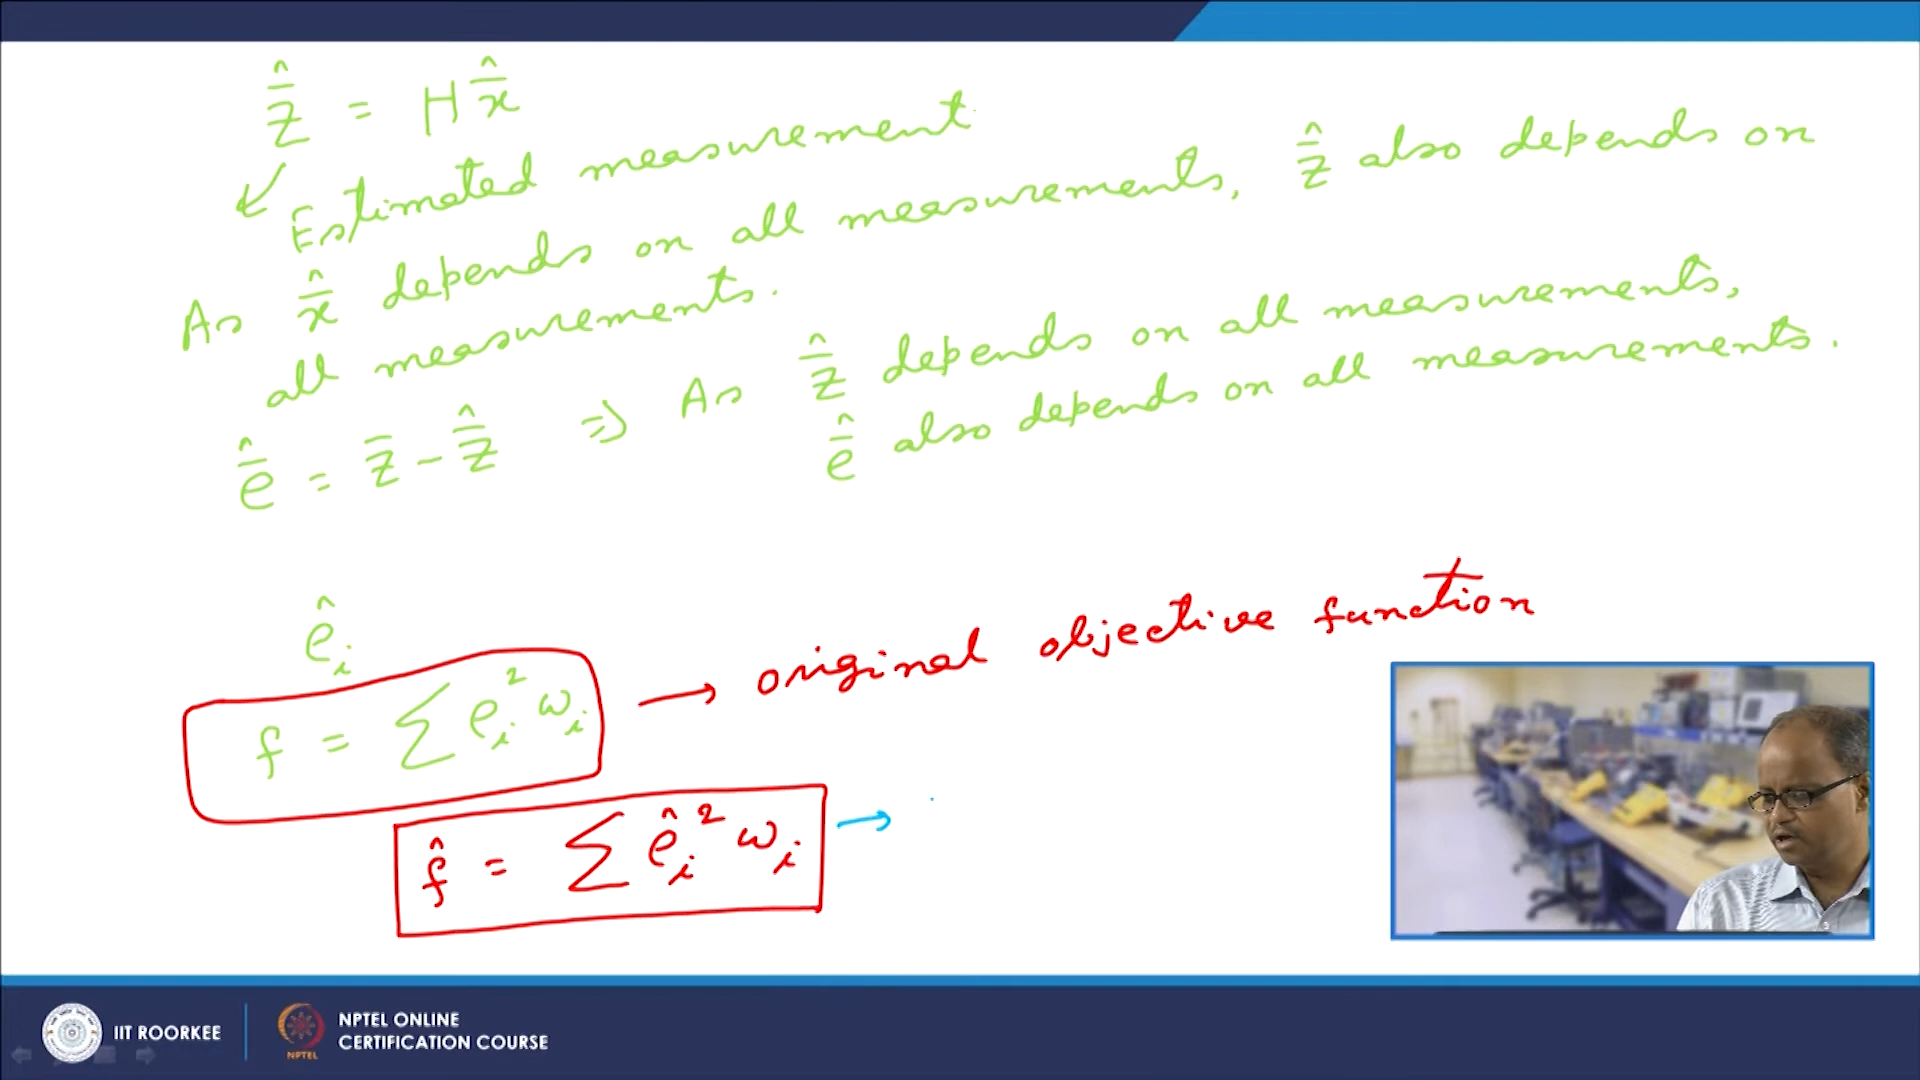 ẑ̄ = H x̂̄
Estimated measurement
As x̂̄ depends on all measurements, ẑ̄ also depends on
all measurements.
ê̄ = z̄ - ẑ̄ ⇒ As ẑ̄ depends on all measurements,
ê̄ also depends on all measurements.
êᵢ
f = Σ eᵢ² ωᵢ → original objective function
f̂ = Σ êᵢ² ωᵢ →
IIT ROORKEE
NPTEL
NPTEL ONLINE
CERTIFICATION COURSE